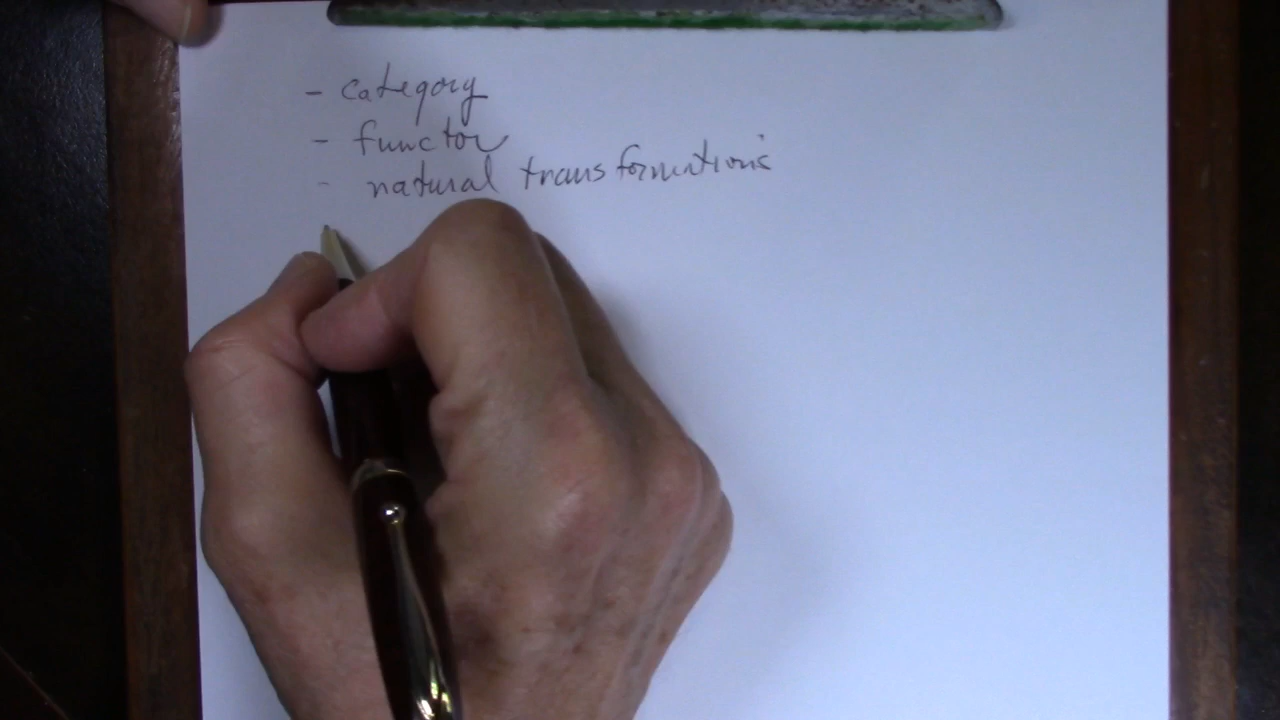 - category
- functor
- natural transformations